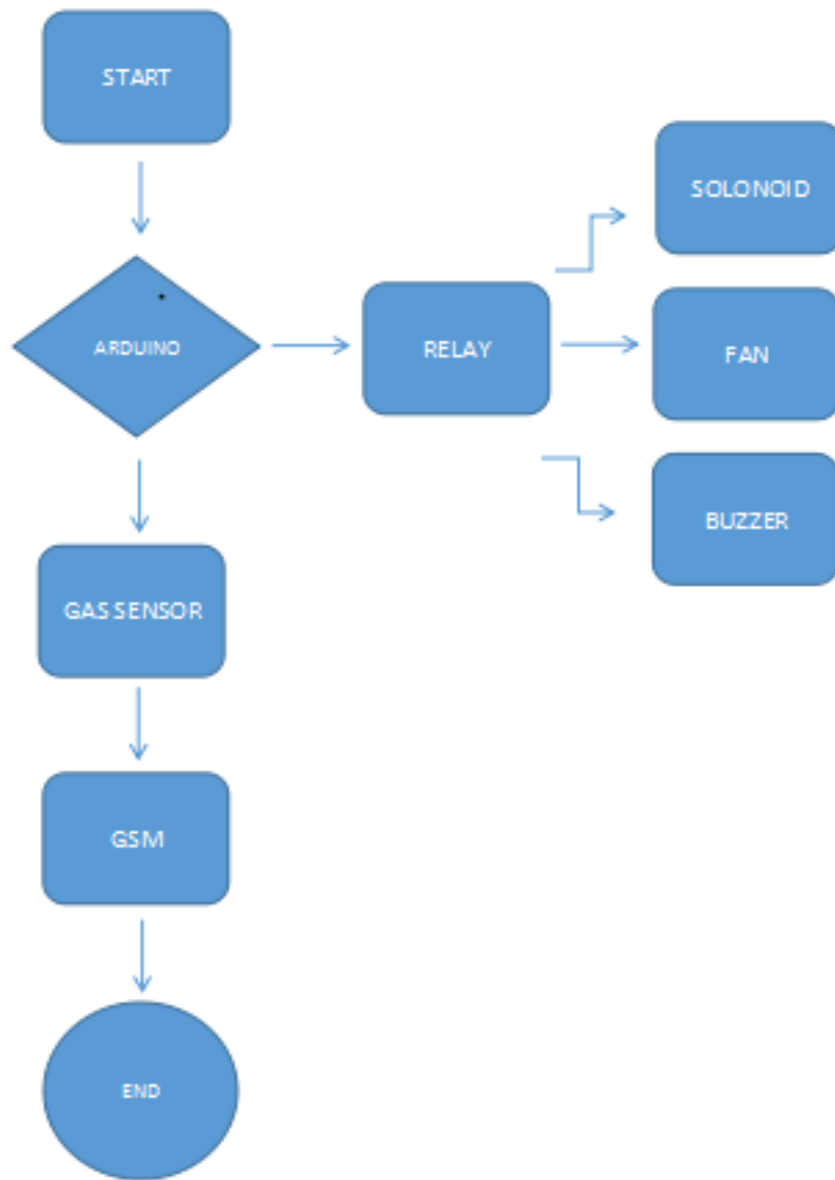 START
SOLONOID
ARDUINO
RELAY
FAN
BUZZER
GAS SENSOR
GSM
END